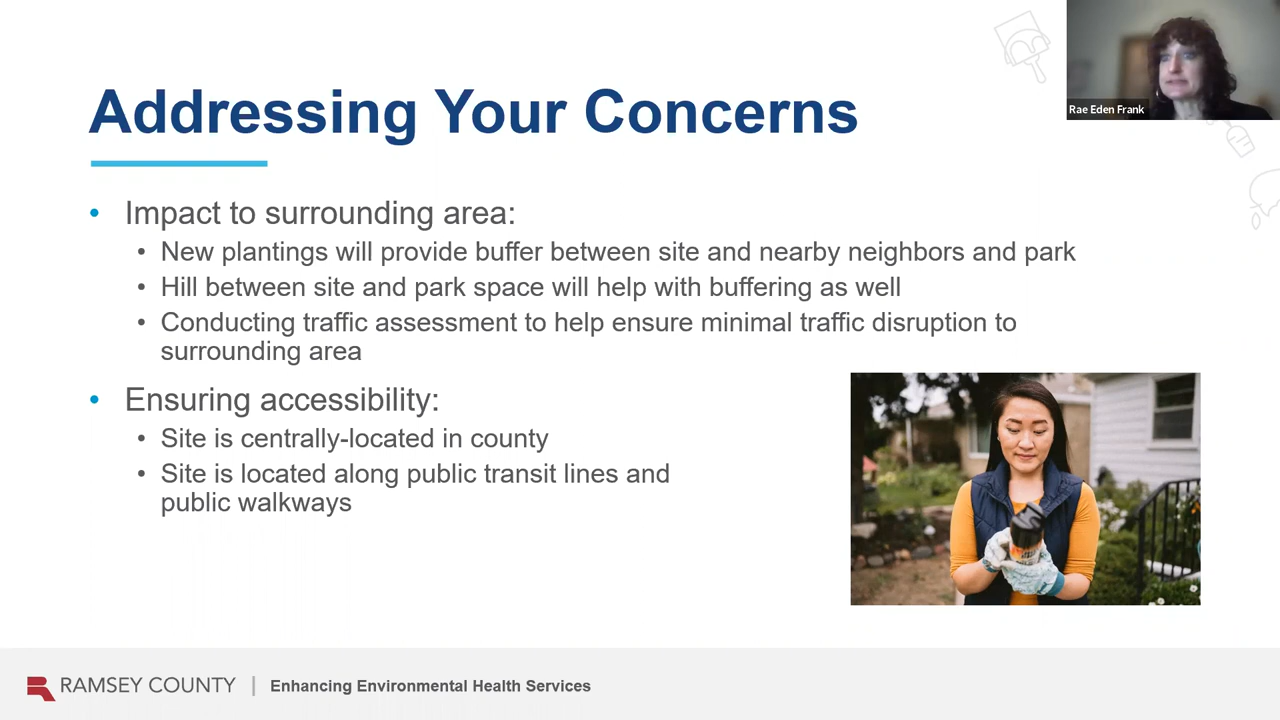 Addressing Your Concerns
Rae Eden Frank
• Impact to surrounding area:
• New plantings will provide buffer between site and nearby neighbors and park
• Hill between site and park space will help with buffering as well
• Conducting traffic assessment to help ensure minimal traffic disruption to
surrounding area
• Ensuring accessibility:
• Site is centrally-located in county
• Site is located along public transit lines and
public walkways
RAMSEY COUNTY | Enhancing Environmental Health Services